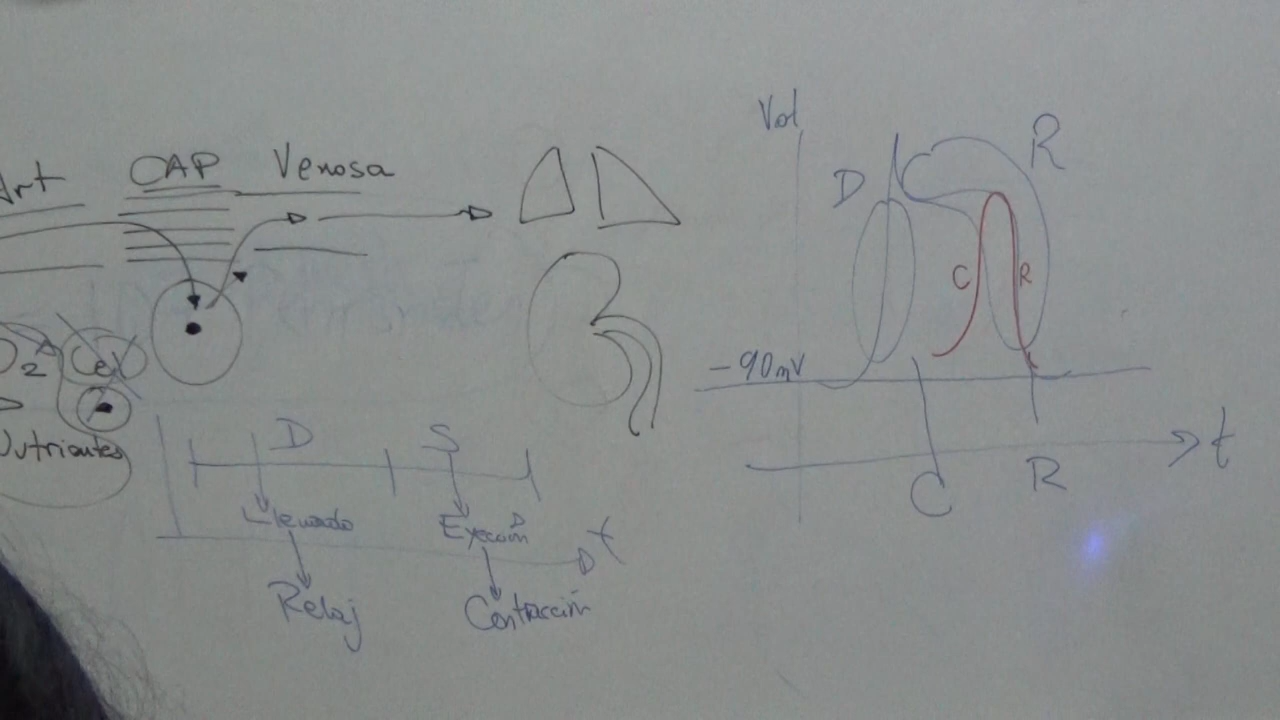 Art CAP Venosa
O2 Cel
Nutrientes
D S
Llenado Eyección t
Relaj Contracción
Vol
D R
C R
-90mV
t
C R